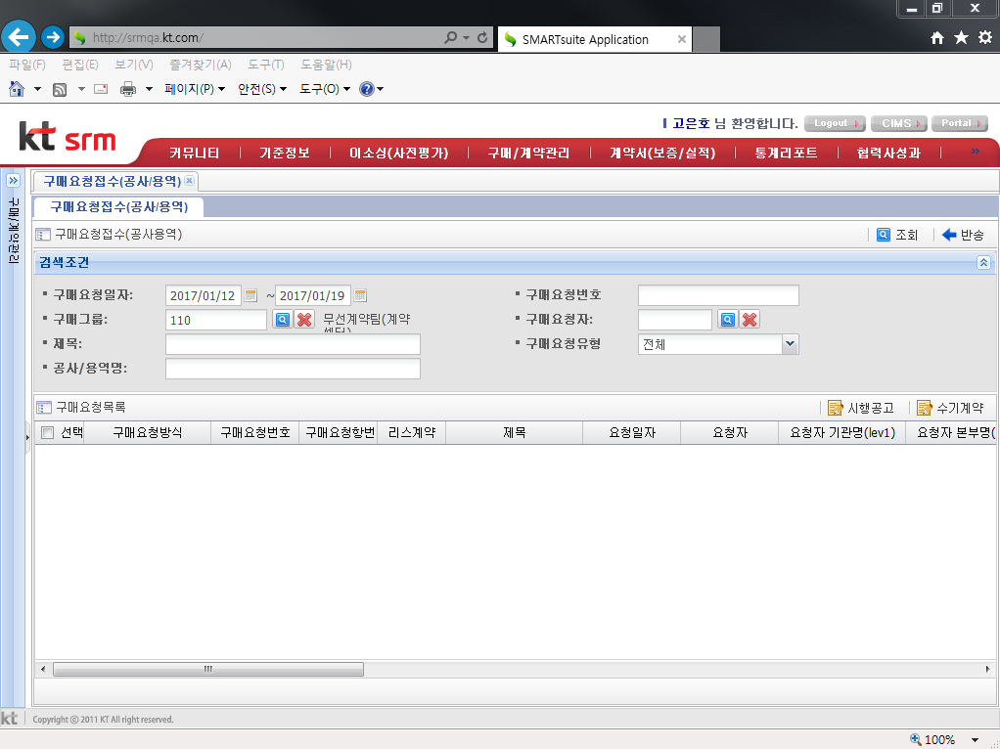 http://srmqa.kt.com/
SMARTsuite Application
파일(F) 편집(E) 보기(V) 즐겨찾기(A) 도구(T) 도움말(H)
페이지(P) 안전(S) 도구(O)
고은호 님 환영합니다. Logout CIMS Portal
kt srm
커뮤니티 기준정보 이소싱(사전평가) 구매/계약관리 계약서(보증/실적) 통계리포트 협력사성과
구매/계약관리
구매요청접수(공사/용역)
구매요청접수(공사/용역)
구매요청접수(공사용역) 조회 반송
검색조건
구매요청일자: 2017/01/12 ~ 2017/01/19 구매요청번호
구매그룹: 110 무선계약팀(계약 구매요청자:
센터)
제목: 구매요청유형 전체
공사/용역명:
구매요청목록 시행공고 수기계약
선택 구매요청방식 구매요청번호 구매요청항번 리스계약 제목 요청일자 요청자 요청자 기관명(lev1) 요청자 본부명(
kt Copyright ⓒ 2011 KT All right reserved.
100%